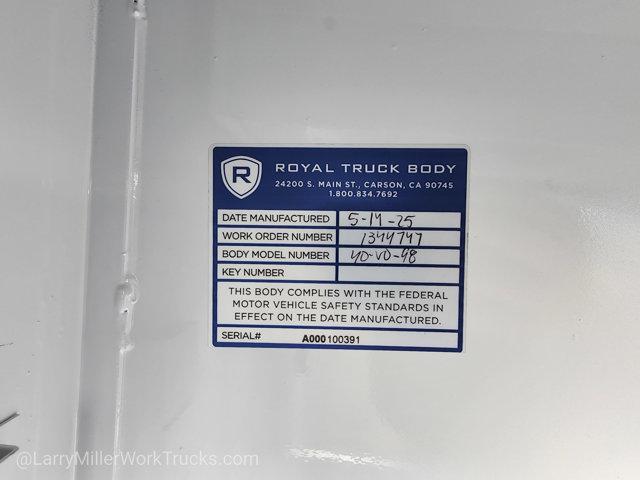 R
ROYAL TRUCK BODY
24200 S. MAIN ST., CARSON, CA 90745
1.800.834.7692
DATE MANUFACTURED 5-14-25
WORK ORDER NUMBER 1344747
BODY MODEL NUMBER 40-VO-98
KEY NUMBER
THIS BODY COMPLIES WITH THE FEDERAL
MOTOR VEHICLE SAFETY STANDARDS IN
EFFECT ON THE DATE MANUFACTURED.
SERIAL# A000100391
@LarryMillerWorkTrucks.com